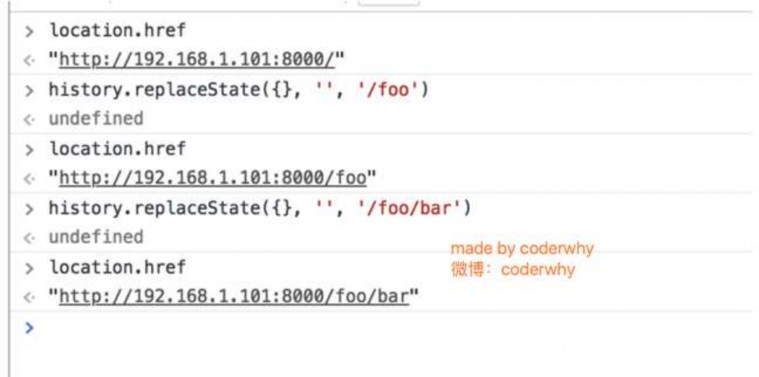 > location.href
< "http://192.168.1.101:8000/"
> history.replaceState({}, '', '/foo')
< undefined
> location.href
< "http://192.168.1.101:8000/foo"
> history.replaceState({}, '', '/foo/bar')
< undefined
made by coderwhy
> location.href
微博：coderwhy
< "http://192.168.1.101:8000/foo/bar"
>